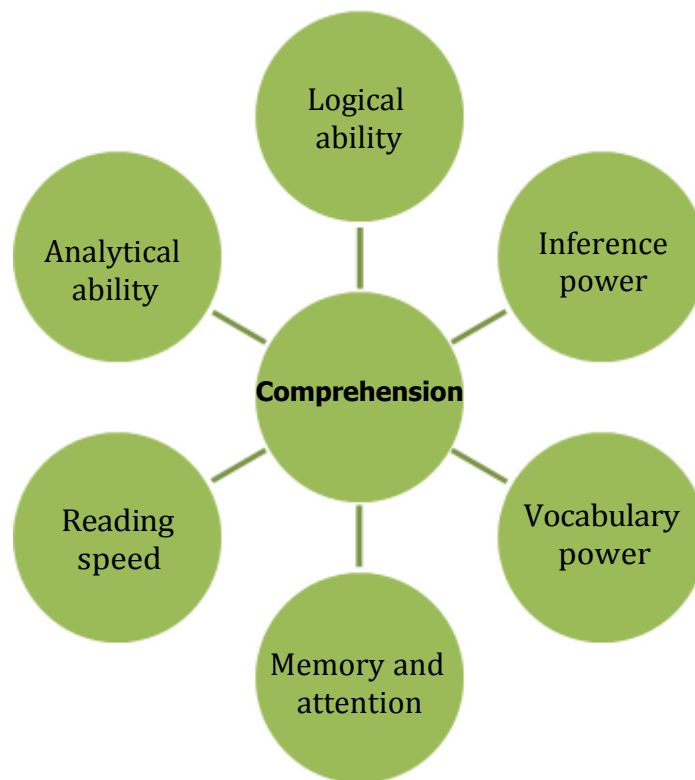 Logical
ability
Inference
power
Vocabulary
power
Memory and
attention
Reading
speed
Analytical
ability
Comprehension